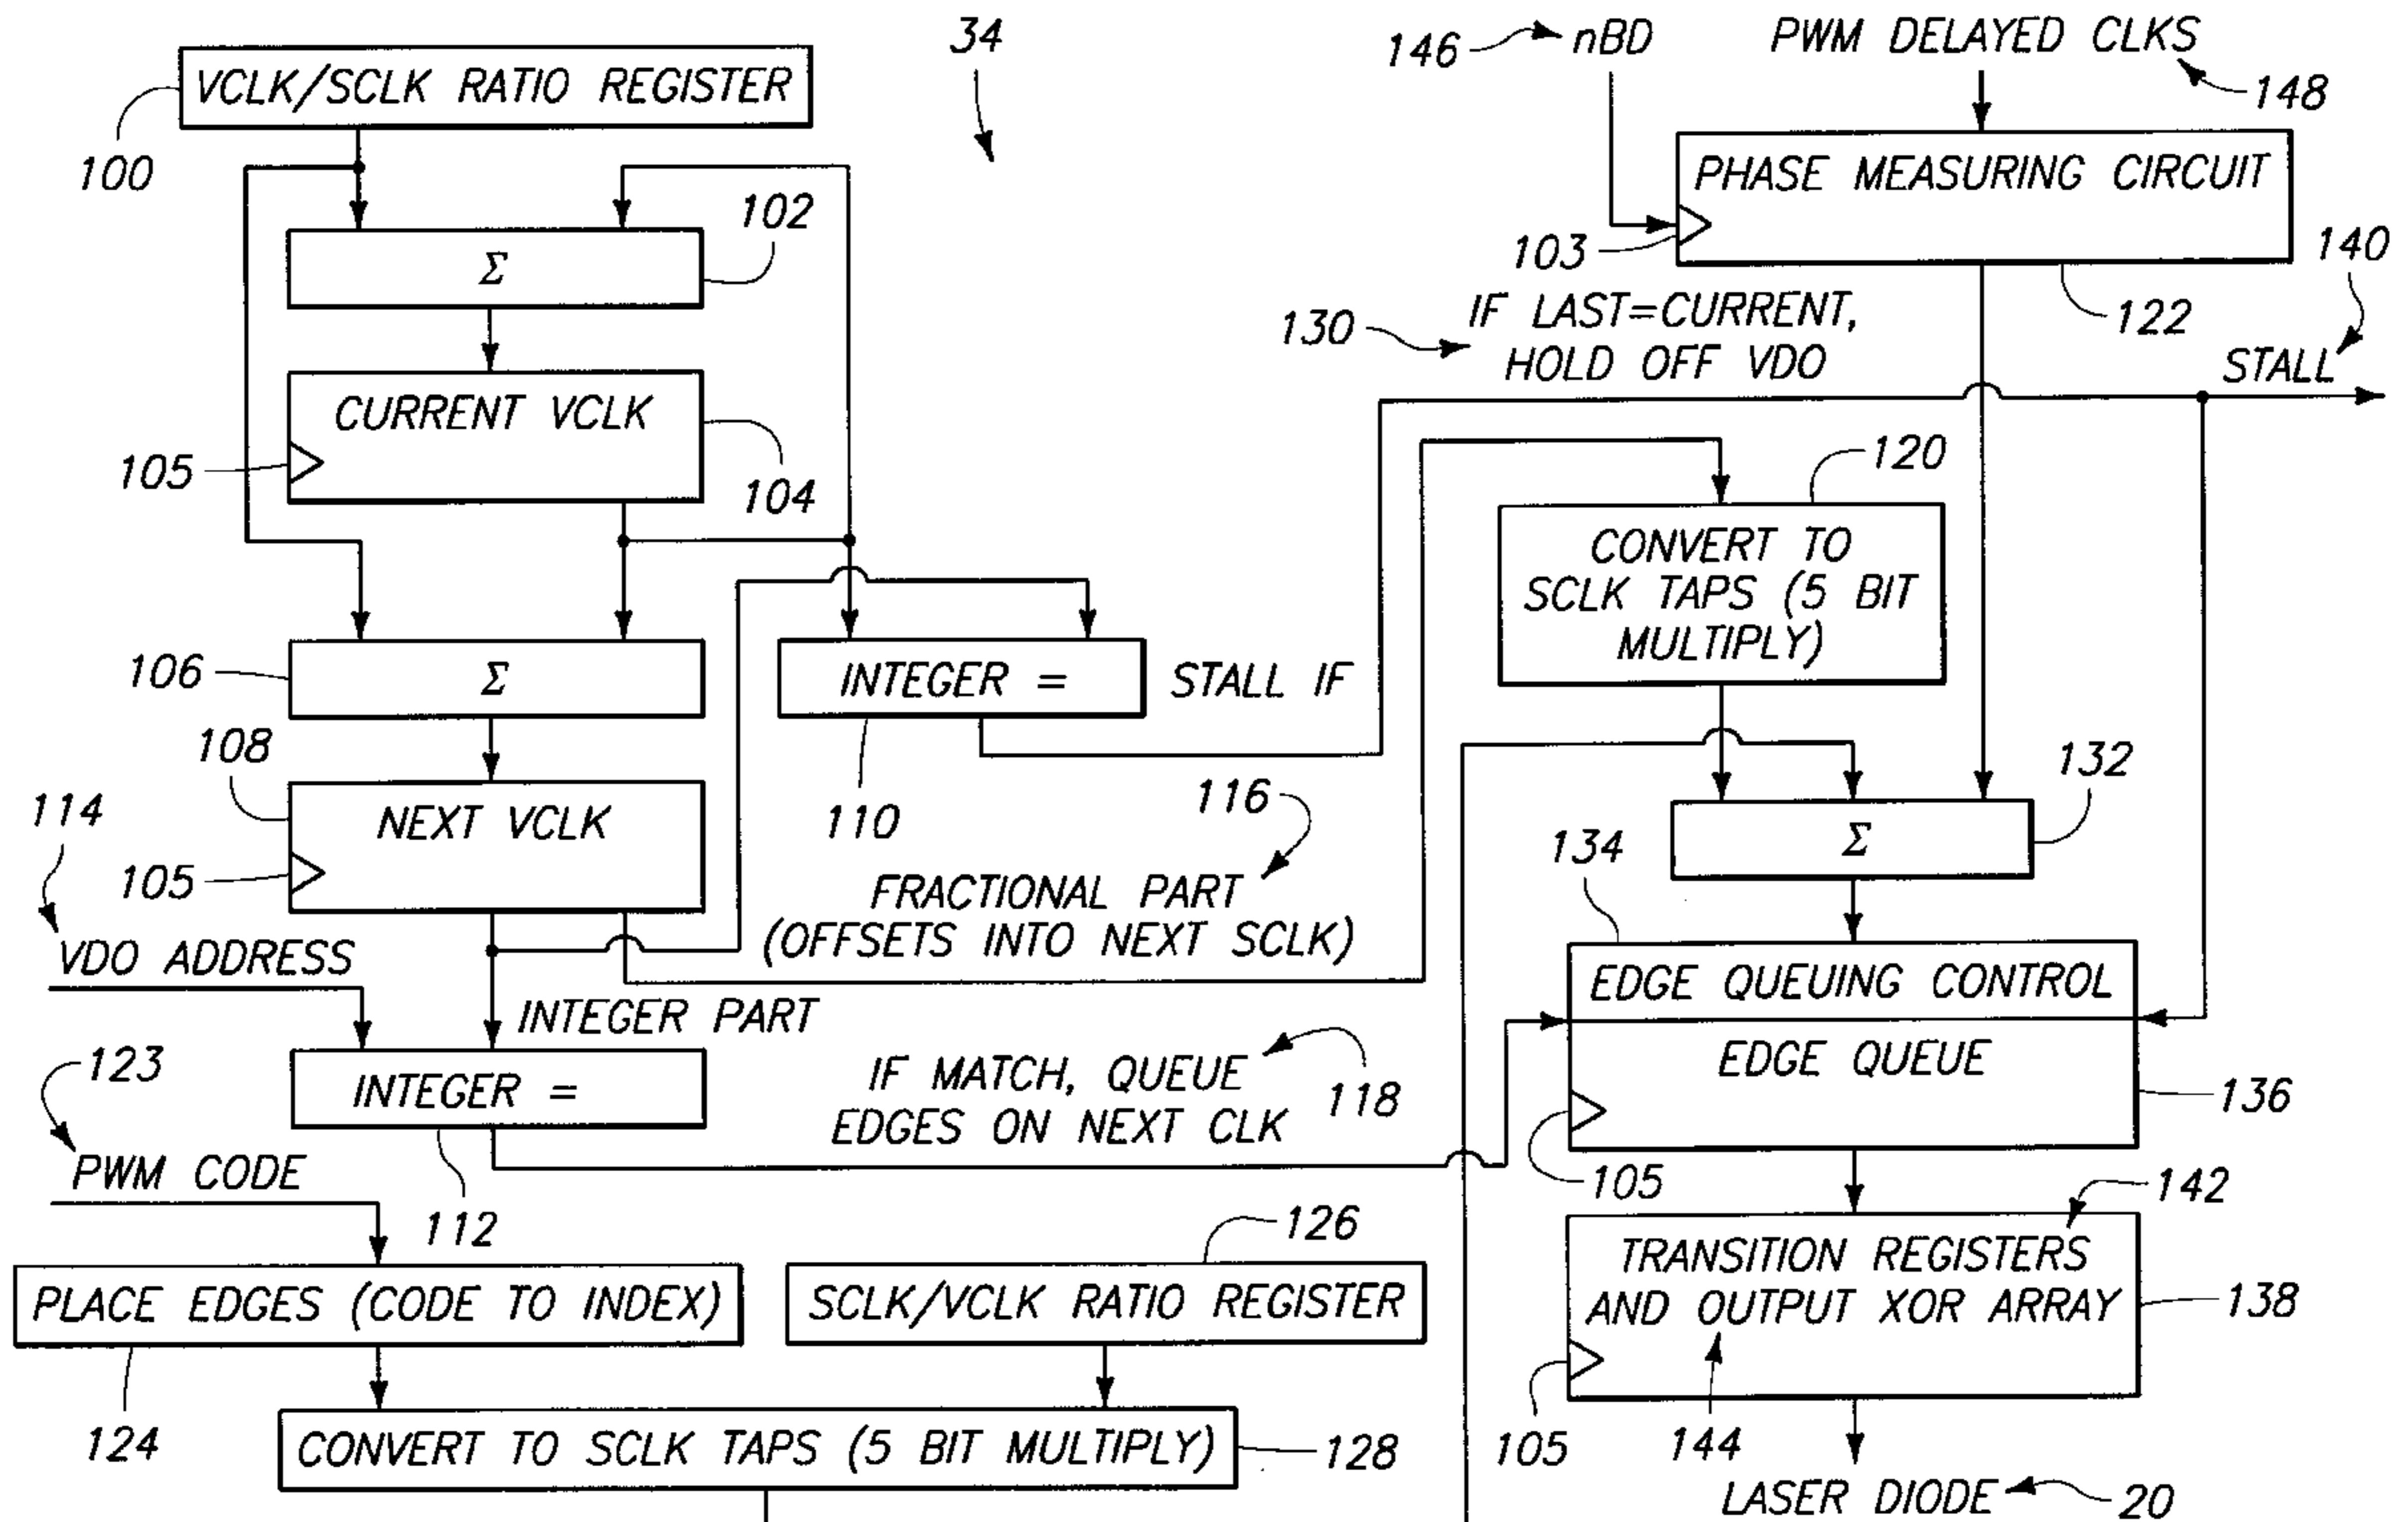 34
146
nBD
PWM DELAYED CLKS
148
VCLK/SCLK RATIO REGISTER
100
PHASE MEASURING CIRCUIT
103
122
140
102
Σ
130
IF LAST=CURRENT,
HOLD OFF VDO
STALL
CURRENT VCLK
105
104
120
CONVERT TO
SCLK TAPS (5 BIT
MULTIPLY)
106
Σ
INTEGER =
STALL IF
110
108
NEXT VCLK
105
114
VDO ADDRESS
116
FRACTIONAL PART
(OFFSETS INTO NEXT SCLK)
132
Σ
134
EDGE QUEUING CONTROL
EDGE QUEUE
136
105
INTEGER PART
123
INTEGER =
IF MATCH, QUEUE
EDGES ON NEXT CLK
118
PWM CODE
112
126
142
PLACE EDGES (CODE TO INDEX)
SCLK/VCLK RATIO REGISTER
TRANSITION REGISTERS
AND OUTPUT XOR ARRAY
138
124
CONVERT TO SCLK TAPS (5 BIT MULTIPLY)
128
105
144
LASER DIODE
20